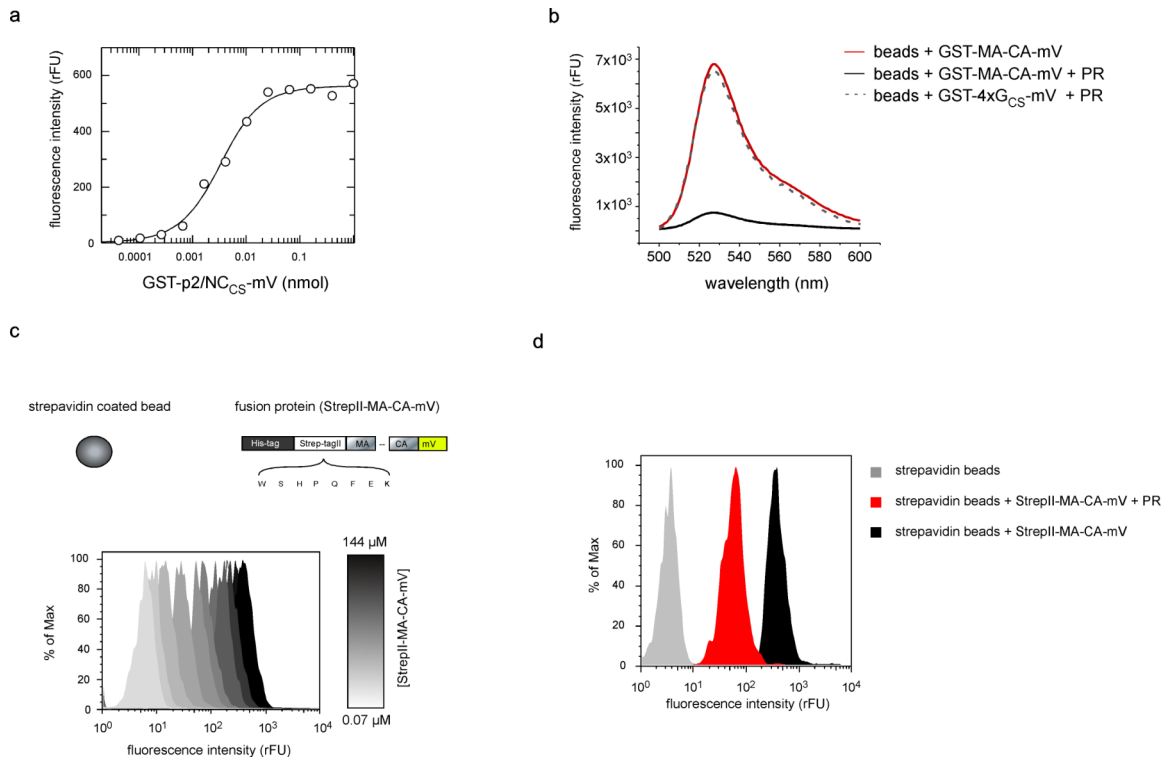 a
fluorescence intensity (rFU)
600
400
200
0
0.0001
0.001
0.01
0.1
1
GST-p2/NCCS-mV (nmol)
b
fluorescence intensity (rFU)
7x10³
5x10³
3x10³
1x10³
500
520
540
560
580
600
wavelength (nm)
beads + GST-MA-CA-mV
beads + GST-MA-CA-mV + PR
beads + GST-4xGCS-mV + PR
c
strepavidin coated bead
fusion protein (StrepII-MA-CA-mV)
His-tag
Strep-tagII
MA
--
CA
mV
W S H P Q F E K
% of Max
100
80
60
40
20
0
10⁰
10¹
10²
10³
10⁴
fluorescence intensity (rFU)
144 µM
[StrepII-MA-CA-mV]
0.07 µM
d
% of Max
100
80
60
40
20
0
10⁰
10¹
10²
10³
10⁴
fluorescence intensity (rFU)
strepavidin beads
strepavidin beads + StrepII-MA-CA-mV + PR
strepavidin beads + StrepII-MA-CA-mV